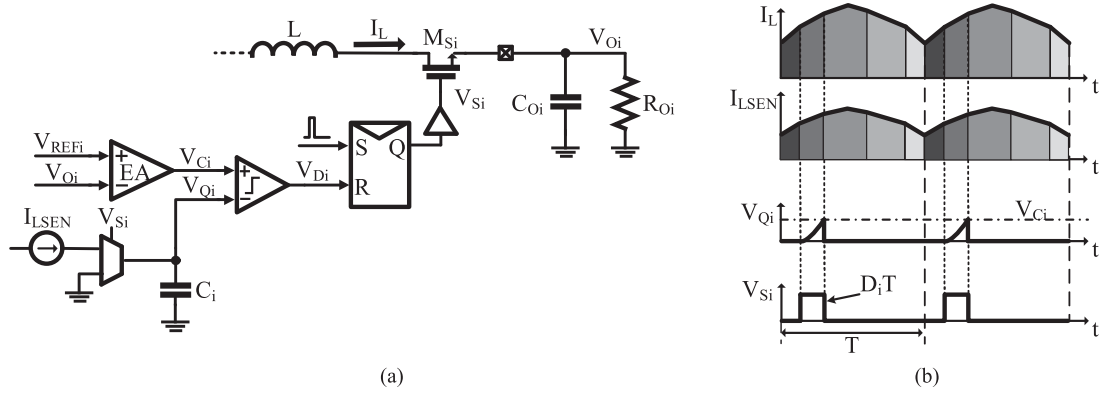 L
I_L
M_Si
V_Oi
V_Si
C_Oi
R_Oi
V_REFi
V_Oi
+
−
EA
V_Ci
V_Qi
+
−
V_Di
S
Q
R
I_LSEN
V_Si
C_i
(a)
I_L
t
I_LSEN
t
V_Qi
V_Ci
t
V_Si
D_iT
t
T
(b)